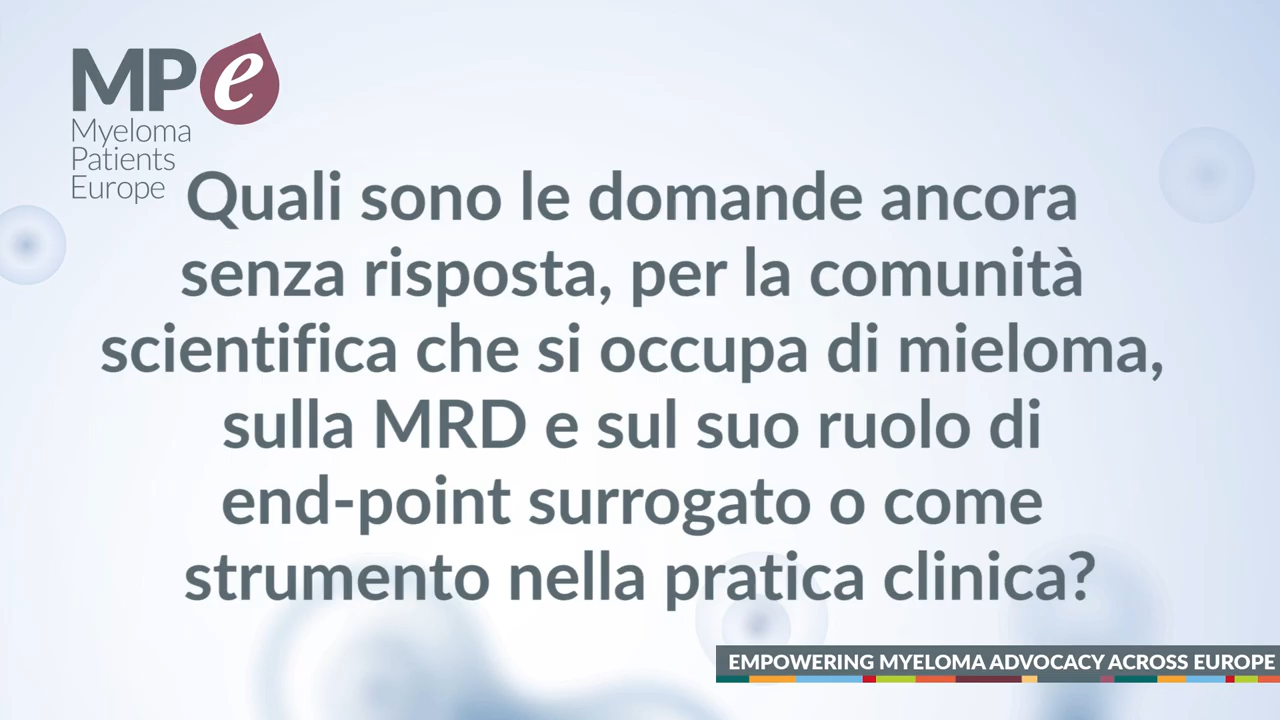 MPe
Myeloma
Patients
Europe
Quali sono le domande ancora
senza risposta, per la comunità
scientifica che si occupa di mieloma,
sulla MRD e sul suo ruolo di
end-point surrogato o come
strumento nella pratica clinica?
EMPOWERING MYELOMA ADVOCACY ACROSS EUROPE